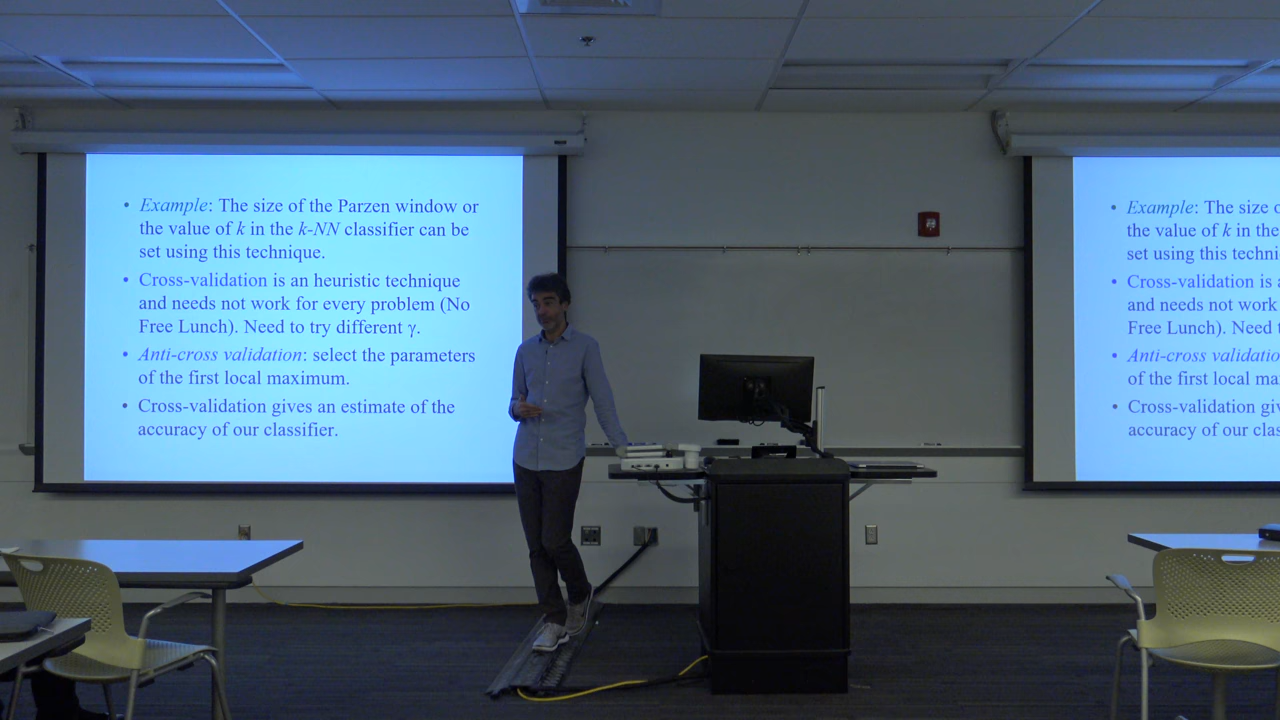 • Example: The size of the Parzen window or
the value of k in the k-NN classifier can be
set using this technique.
• Cross-validation is an heuristic technique
and needs not work for every problem (No
Free Lunch). Need to try different γ.
• Anti-cross validation: select the parameters
of the first local maximum.
• Cross-validation gives an estimate of the
accuracy of our classifier.
• Example: The size
the value of k in the
set using this
• Cross-validation is
and needs not work
Free Lunch). Need
• Anti-cross
of the first local
• Cross-validation
accuracy of our